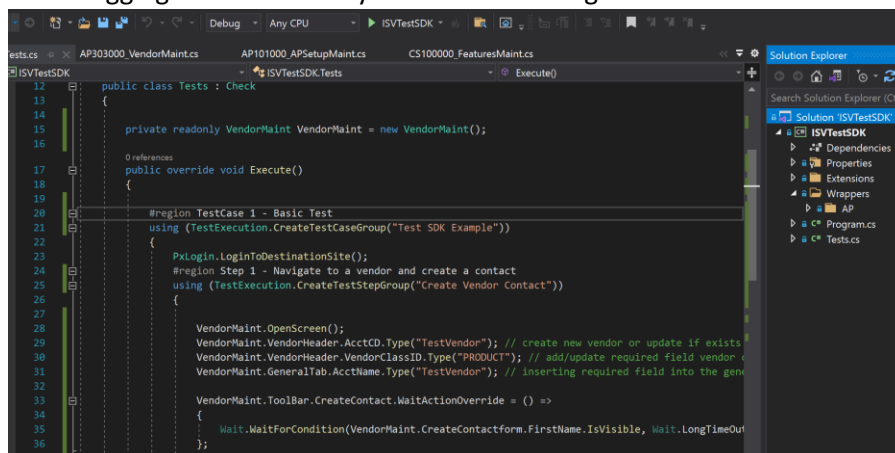 Debug Any CPU ISVTestSDK
ests.cs AP303000_VendorMaint.cs AP101000_APSetupMaint.cs CS100000_FeaturesMaint.cs
ISVTestSDK ISVTestSDK.Tests Execute()
12 public class Tests : Check
13 {
14
15 private readonly VendorMaint VendorMaint = new VendorMaint();
16
0 references
17 public override void Execute()
18 {
19
20 #region TestCase 1 - Basic Test
21 using (TestExecution.CreateTestCaseGroup("Test SDK Example"))
22 {
23 PxLogin.LoginToDestinationSite();
24 #region Step 1 - Navigate to a vendor and create a contact
25 using (TestExecution.CreateTestStepGroup("Create Vendor Contact"))
26 {
27
28 VendorMaint.OpenScreen();
29 VendorMaint.VendorHeader.AcctCD.Type("TestVendor"); // create new vendor or update if exists
30 VendorMaint.VendorHeader.VendorClassID.Type("PRODUCT"); // add/update required field vendor
31 VendorMaint.GeneralTab.AcctName.Type("TestVendor"); // inserting required field into the gene
32
33 VendorMaint.ToolBar.CreateContact.WaitActionOverride = () =>
34 {
35 Wait.WaitForCondition(VendorMaint.CreateContactform.FirstName.IsVisible, Wait.LongTimeOut
36 };
Solution Explorer
Search Solution Explorer (C
Solution 'ISVTestSDK'
ISVTestSDK
Dependencies
Properties
Extensions
Wrappers
AP
C# Program.cs
C# Tests.cs